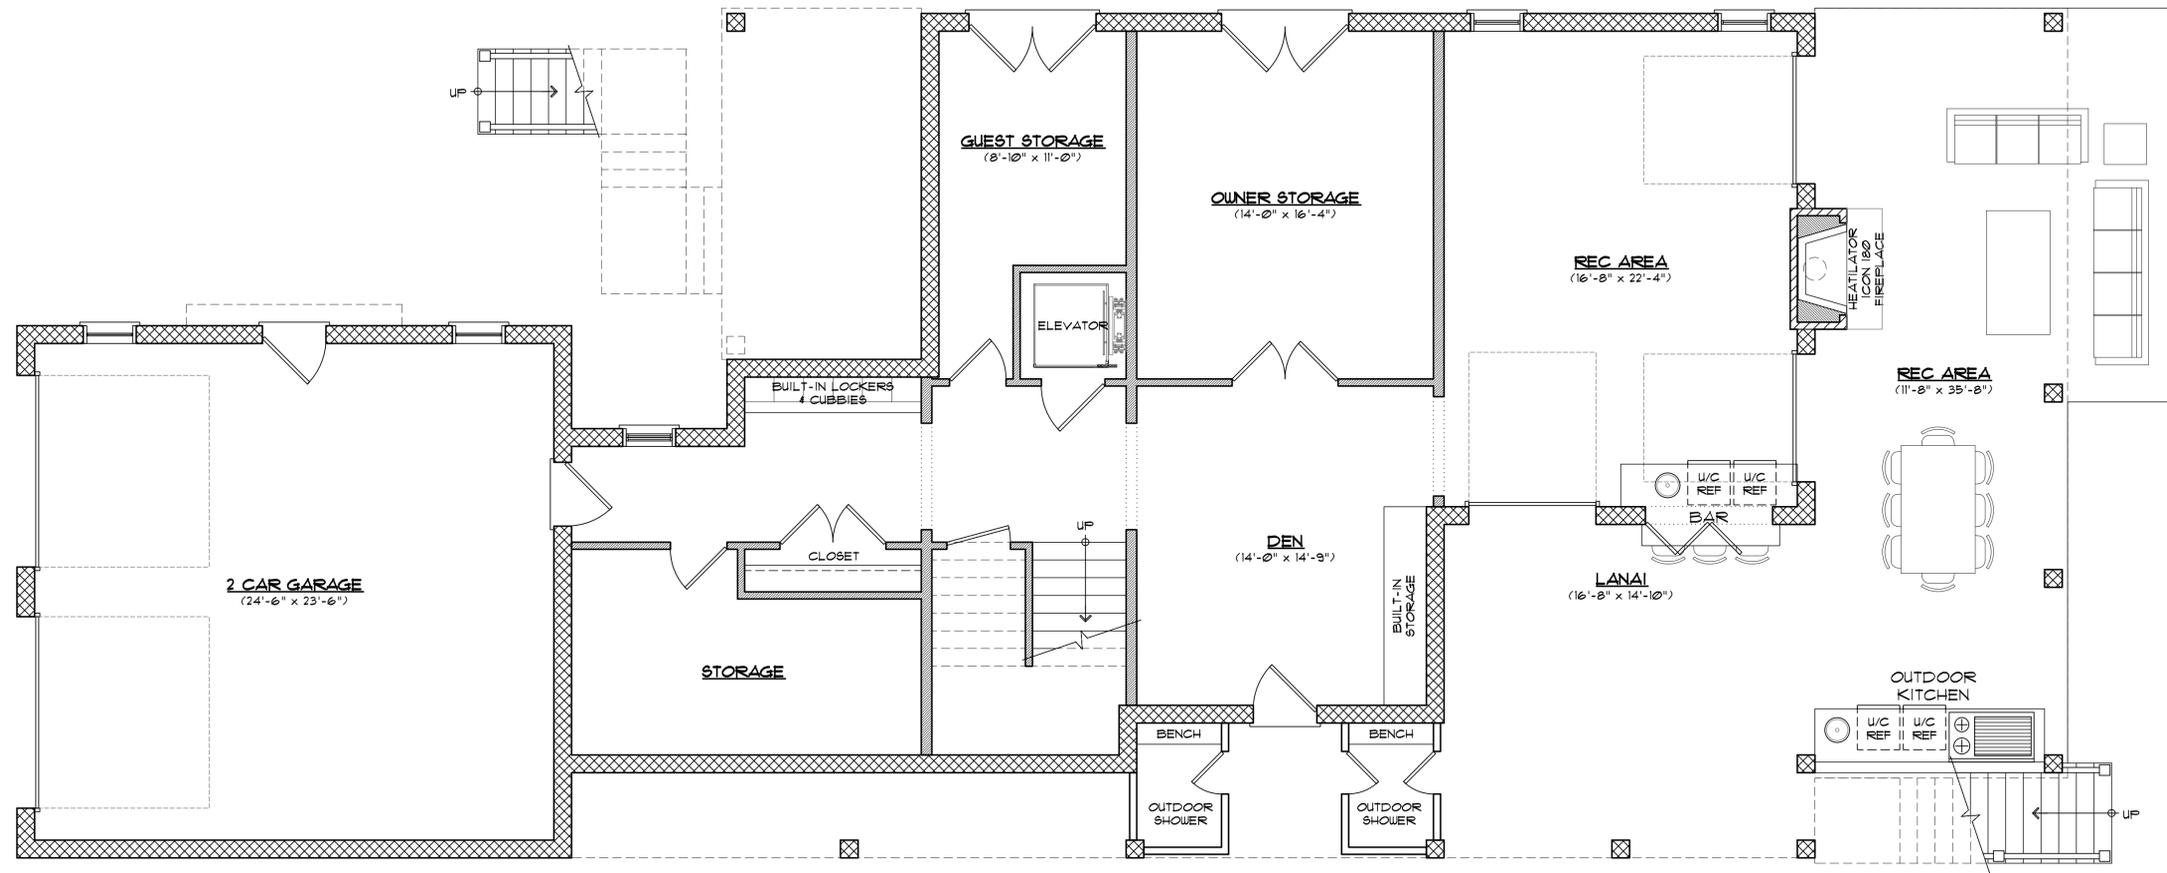 UP
GUEST STORAGE
(8'-10" x 11'-0")
OWNER STORAGE
(14'-0" x 16'-4")
REC AREA
(16'-8" x 22'-4")
HEATILATOR
ICON I80
FIREPLACE
ELEVATOR
BUILT-IN LOCKERS
& CUBBIES
REC AREA
(11'-8" x 35'-8")
2 CAR GARAGE
(24'-6" x 23'-6")
CLOSET
STORAGE
UP
DEN
(14'-0" x 14'-9")
BUILT-IN
STORAGE
U/C
REF
U/C
REF
BAR
LANAI
(16'-8" x 14'-10")
OUTDOOR
KITCHEN
U/C
REF
U/C
REF
BENCH
BENCH
OUTDOOR
SHOWER
OUTDOOR
SHOWER
UP